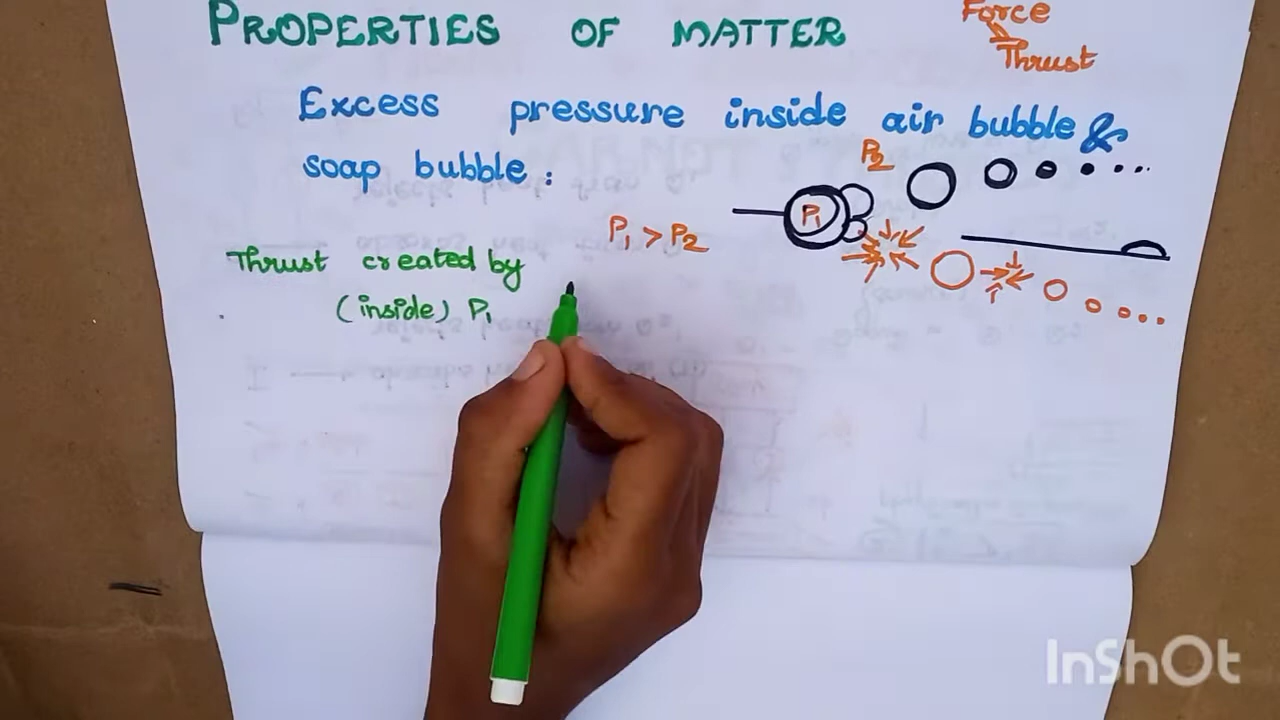 PROPERTIES OF MATTER
Force
Thrust
Excess pressure inside air bubble &
soap bubble :
P2
P1
P1 > P2
Thrust created by
(inside) P1
InShOt